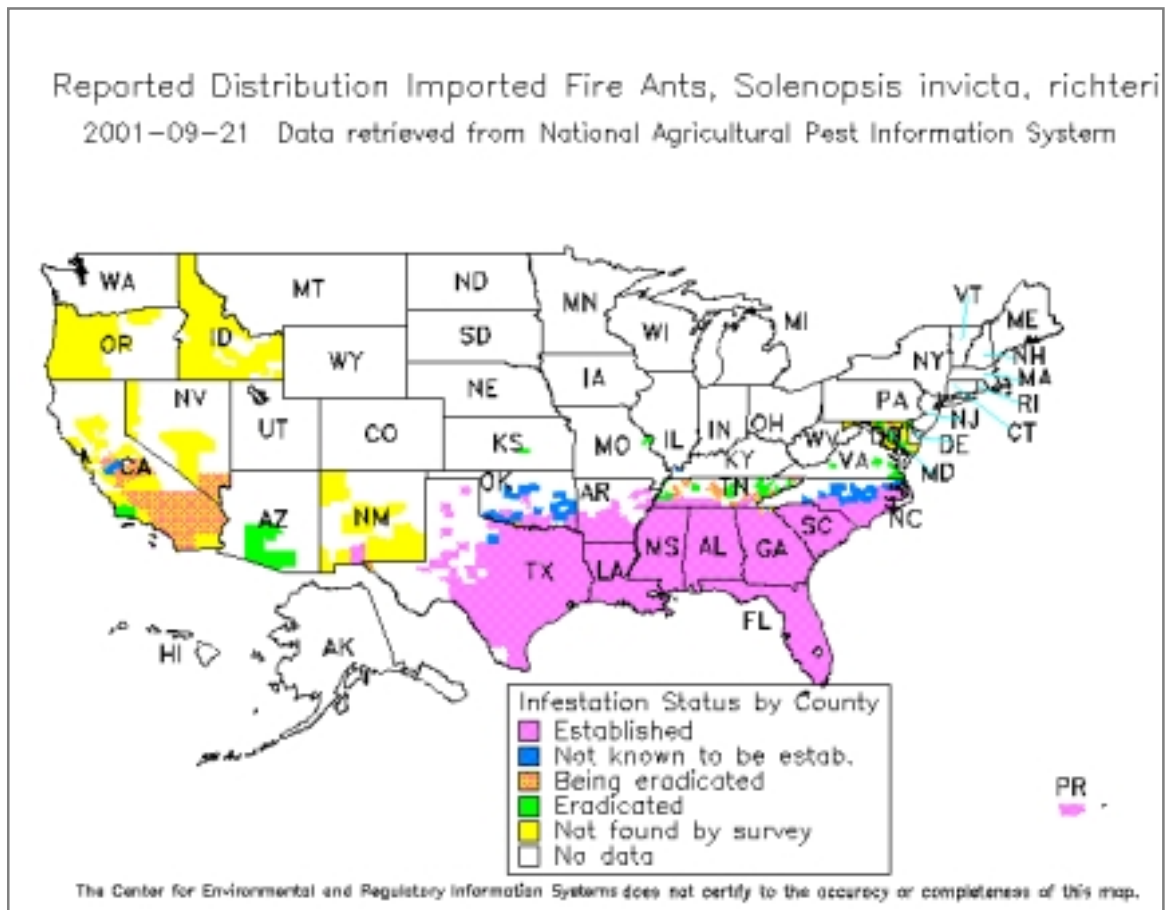 Reported Distribution Imported Fire Ants, Solenopsis invicta, richteri
2001-09-21 Data retrieved from National Agricultural Pest Information System
WA
MT
ND
MN
VT
ME
OR
ID
SD
WI
MI
NY
NH
WY
MA
IA
NE
PA
RI
NV
NJ
UT
CO
IL
IN
OH
CT
KS
MO
WV
DE
CA
KY
VA
MD
OK
AR
TN
AZ
NM
NC
SC
MS
AL
GA
TX
LA
FL
HI
AK
Infestation Status by County
Established
Not known to be estab.
Being eradicated
Eradicated
Not found by survey
No data
PR
The Center for Environmental and Regulatory Information Systems does not certify to the accuracy or completeness of this map.